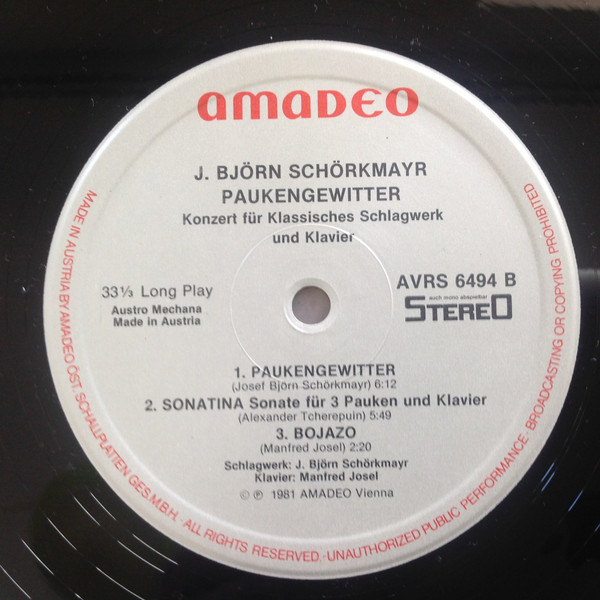 amadeo
J. BJÖRN SCHÖRKMAYR
PAUKENGEWITTER
Konzert für Klassisches Schlagwerk
und Klavier
33⅓ Long Play
Austro Mechana
Made in Austria
AVRS 6494 B
auch mono abspielbar
STEREO
1. PAUKENGEWITTER
(Josef Björn Schörkmayr) 6:12
2. SONATINA Sonate für 3 Pauken und Klavier
(Alexander Tcherepuin) 5:49
3. BOJAZO
(Manfred Josel) 2:20
Schlagwerk: J. Björn Schörkmayr
Klavier: Manfred Josel
© ℗ 1981 AMADEO Vienna
MADE IN AUSTRIA BY AMADEO ÖST. SCHALLPLATTEN GES.M.B.H. · ALL RIGHTS RESERVED · UNAUTHORIZED PUBLIC PERFORMANCE · BROADCASTING OR COPYING PROHIBITED